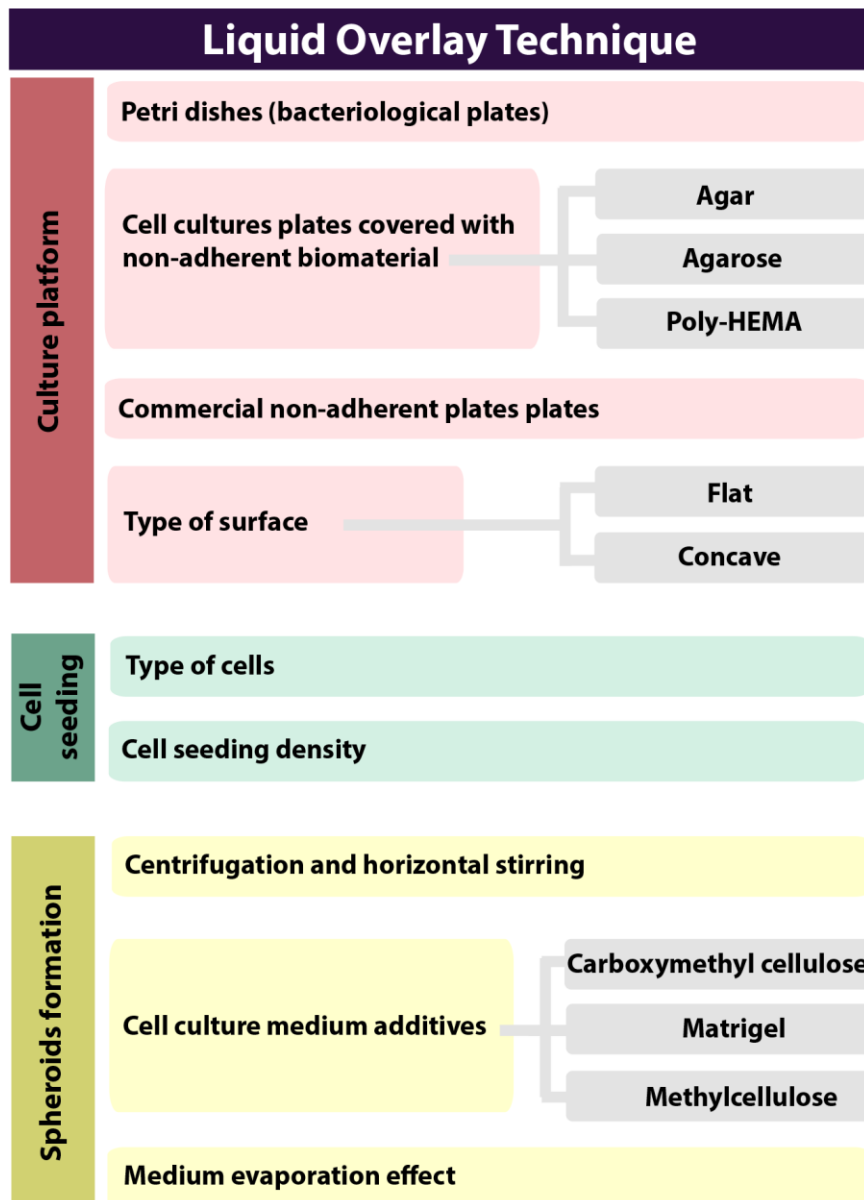 Liquid Overlay Technique
Culture platform
Petri dishes (bacteriological plates)
Cell cultures plates covered with
non-adherent biomaterial
Agar
Agarose
Poly-HEMA
Commercial non-adherent plates plates
Type of surface
Flat
Concave
Cell
seeding
Type of cells
Cell seeding density
Spheroids formation
Centrifugation and horizontal stirring
Cell culture medium additives
Carboxymethyl cellulose
Matrigel
Methylcellulose
Medium evaporation effect